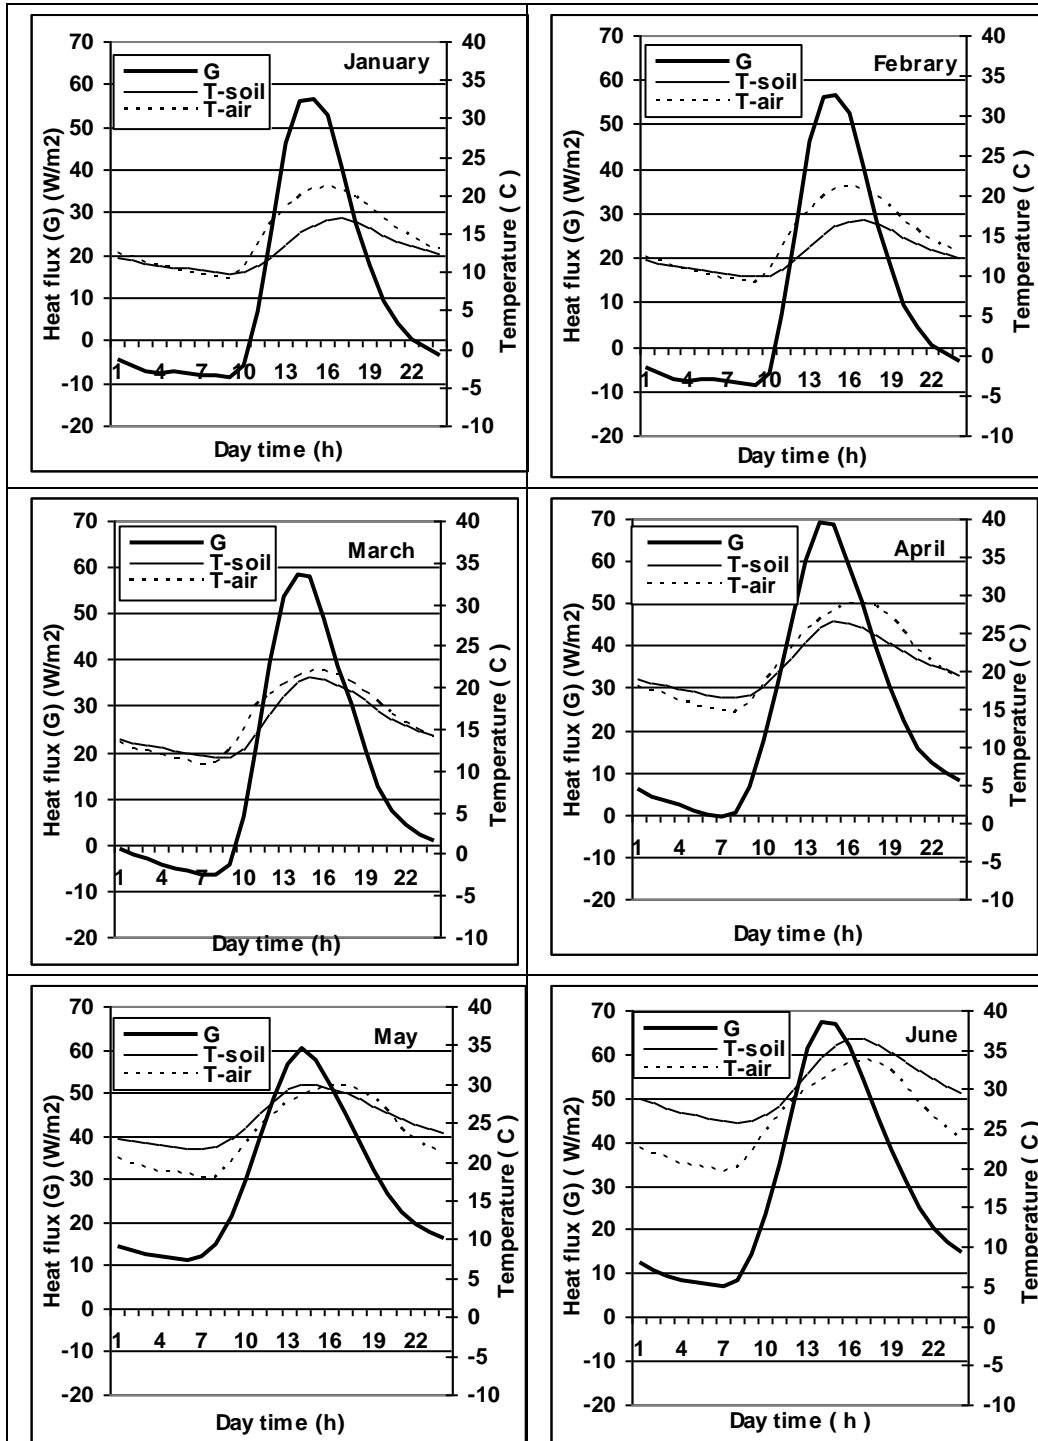 January
G
T-soil
T-air
Heat flux (G) (W/m2)
70
60
50
40
30
20
10
0
-10
-20
40
35
30
25
20
15
10
5
0
-5
-10
Temperature ( C )
1 4 7 10 13 16 19 22
Day time (h)
Febrary
G
T-soil
T-air
Heat flux (G) (W/m2)
70
60
50
40
30
20
10
0
-10
-20
40
35
30
25
20
15
10
5
0
-5
-10
Temperature ( C )
1 4 7 10 13 16 19 22
Day time (h)
March
G
T-soil
T-air
Heat flux (G) (W/m2)
70
60
50
40
30
20
10
0
-10
-20
40
35
30
25
20
15
10
5
0
-5
-10
Temperature ( C )
1 4 7 10 13 16 19 22
Day time (h)
April
G
T-soil
T-air
Heat flux (G) (W/m2)
70
60
50
40
30
20
10
0
-10
-20
40
35
30
25
20
15
10
5
0
-5
-10
Temperature ( C )
1 4 7 10 13 16 19 22
Day time (h)
May
G
T-soil
T-air
Heat flux (G) (W/m2)
70
60
50
40
30
20
10
0
-10
-20
40
35
30
25
20
15
10
5
0
-5
-10
Temperature ( C )
1 4 7 10 13 16 19 22
Day time (h)
June
G
T-soil
T-air
Heat flux (G) ( W/m2)
70
60
50
40
30
20
10
0
-10
-20
40
35
30
25
20
15
10
5
0
-5
-10
Temperature ( C )
1 4 7 10 13 16 19 22
Day time ( h )